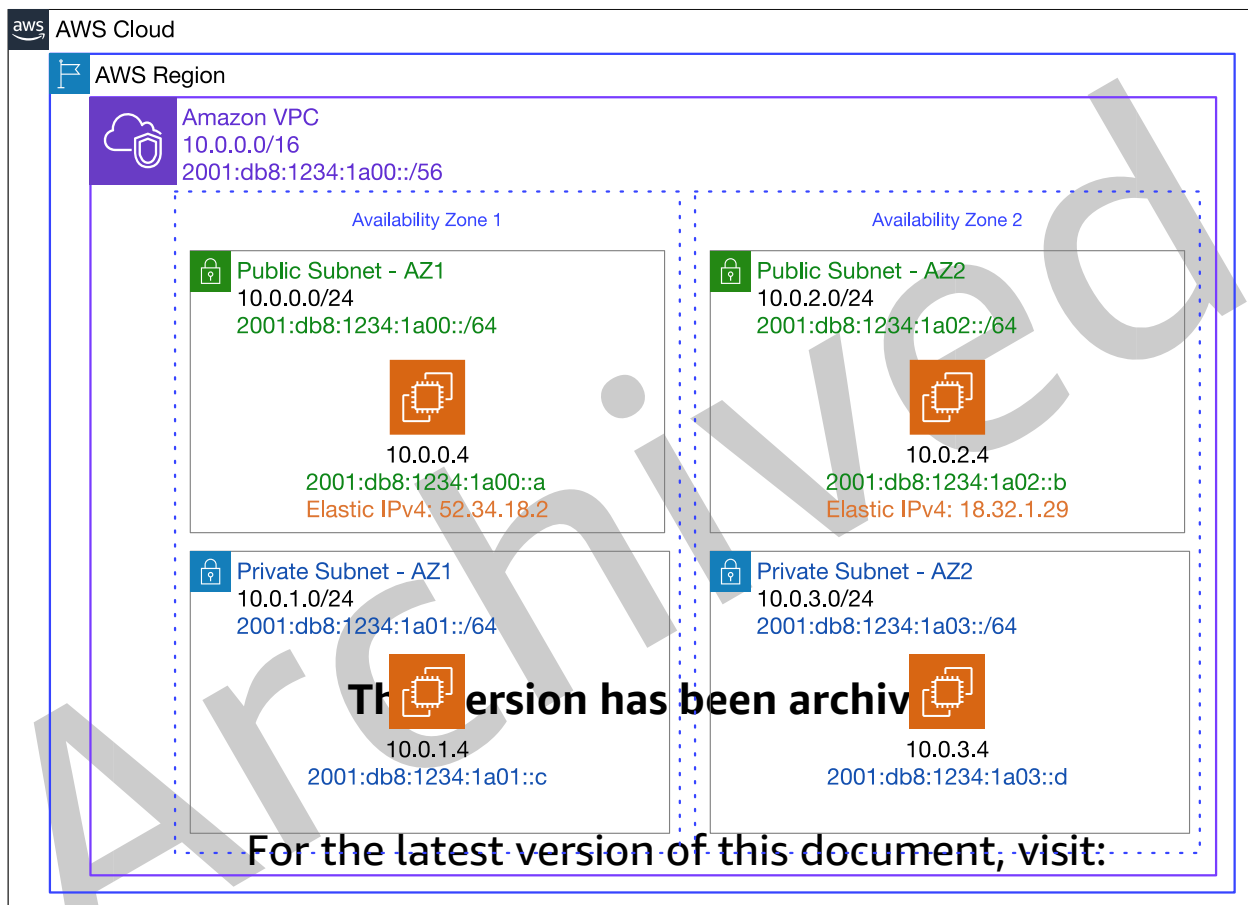 aws
AWS Cloud
AWS Region
Amazon VPC
10.0.0.0/16
2001:db8:1234:1a00::/56
Availability Zone 1
Public Subnet - AZ1
10.0.0.0/24
2001:db8:1234:1a00::/64
10.0.0.4
2001:db8:1234:1a00::a
Elastic IPv4: 52.34.18.2
Private Subnet - AZ1
10.0.1.0/24
2001:db8:1234:1a01::/64
10.0.1.4
2001:db8:1234:1a01::c
Availability Zone 2
Public Subnet - AZ2
10.0.2.0/24
2001:db8:1234:1a02::/64
10.0.2.4
2001:db8:1234:1a02::b
Elastic IPv4: 18.32.1.29
Private Subnet - AZ2
10.0.3.0/24
2001:db8:1234:1a03::/64
10.0.3.4
2001:db8:1234:1a03::d
has been
For the latest version of this document, visit:
Archived